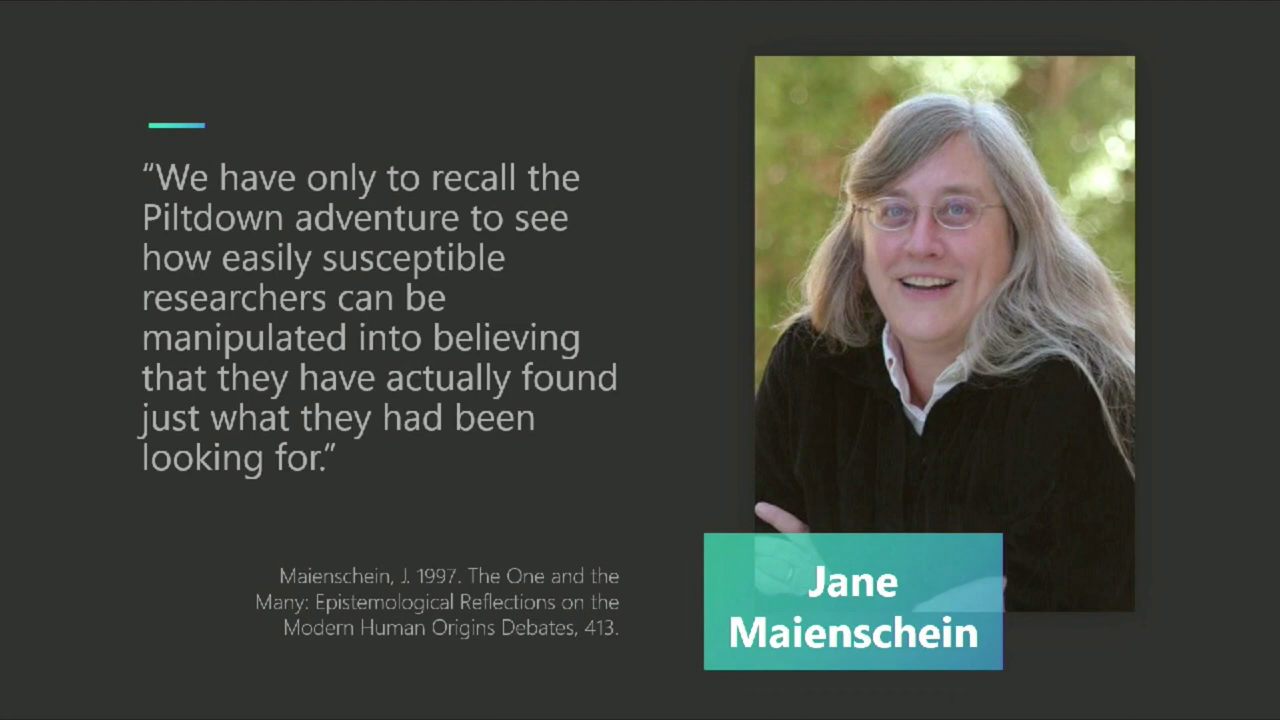 “We have only to recall the
Piltdown adventure to see
how easily susceptible
researchers can be
manipulated into believing
that they have actually found
just what they had been
looking for.”
Maienschein, J. 1997. The One and the
Many: Epistemological Reflections on the
Modern Human Origins Debates, 413.
Jane
Maienschein